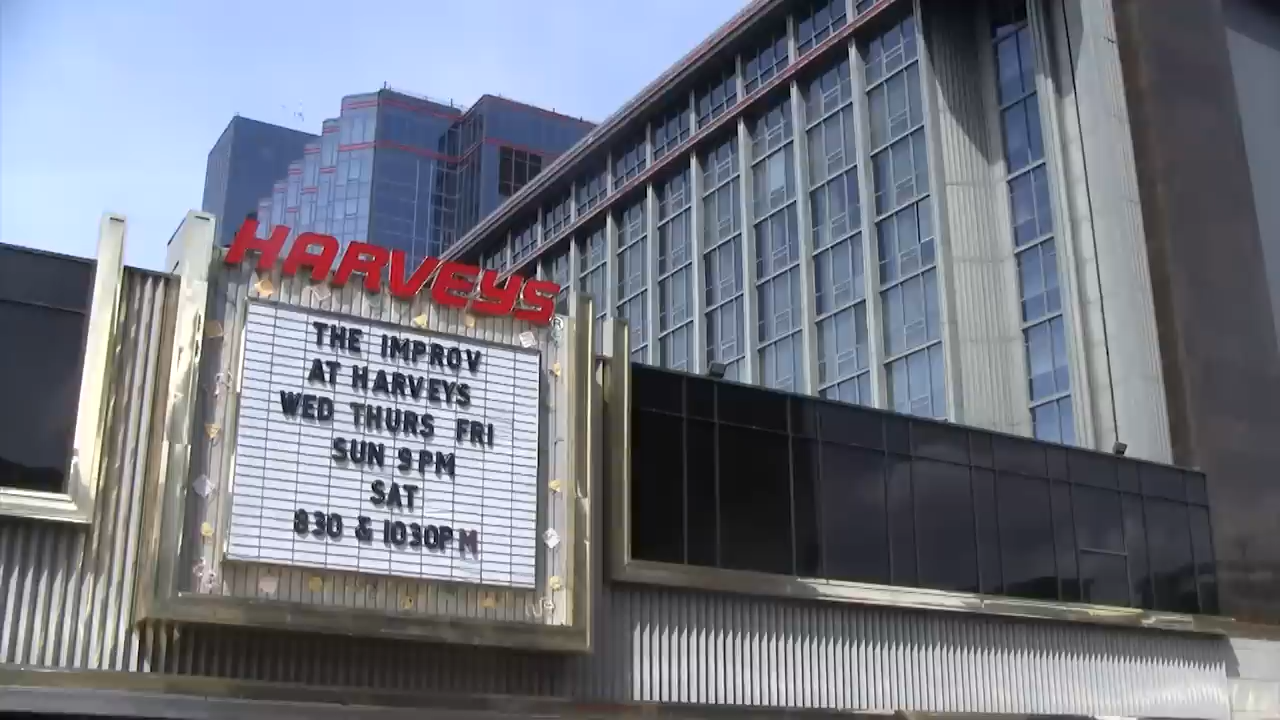 HARVEYS
THE IMPROV
AT HARVEYS
WED THURS FRI
SUN 9PM
SAT
830 & 1030PM